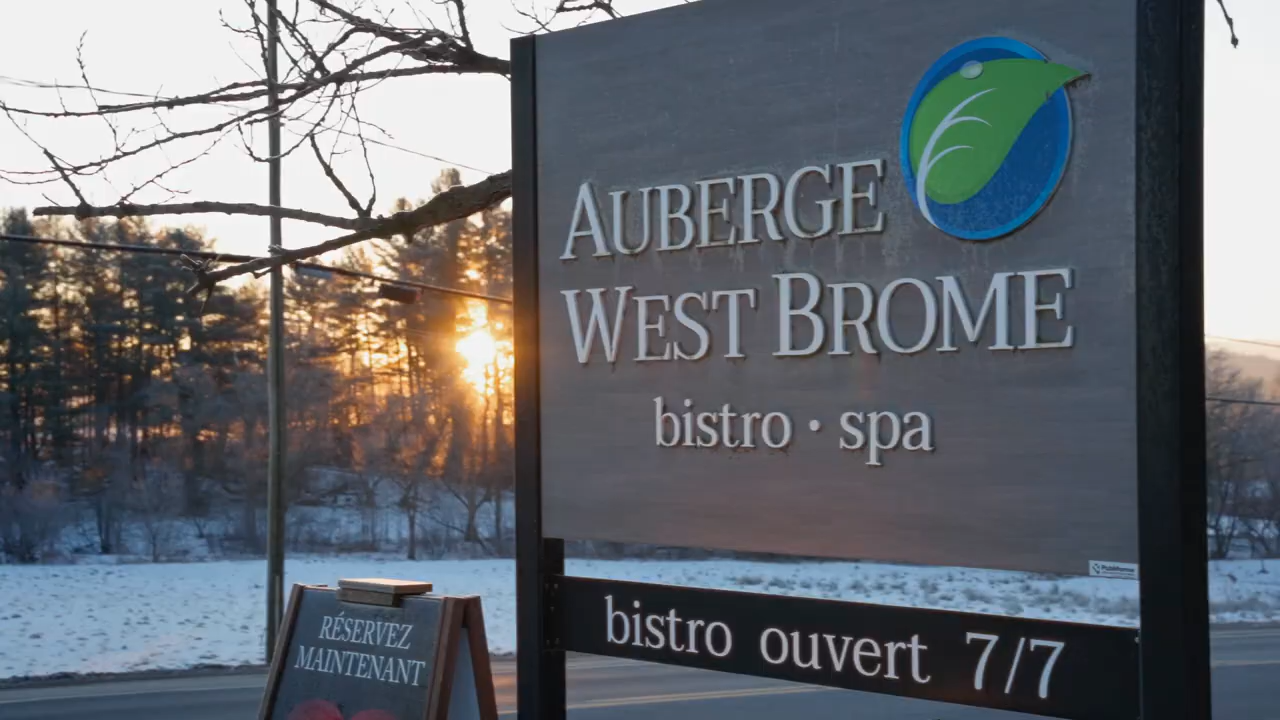 AUBERGE
WEST BROME
bistro · spa
bistro ouvert 7/7
RÉSERVEZ
MAINTENANT